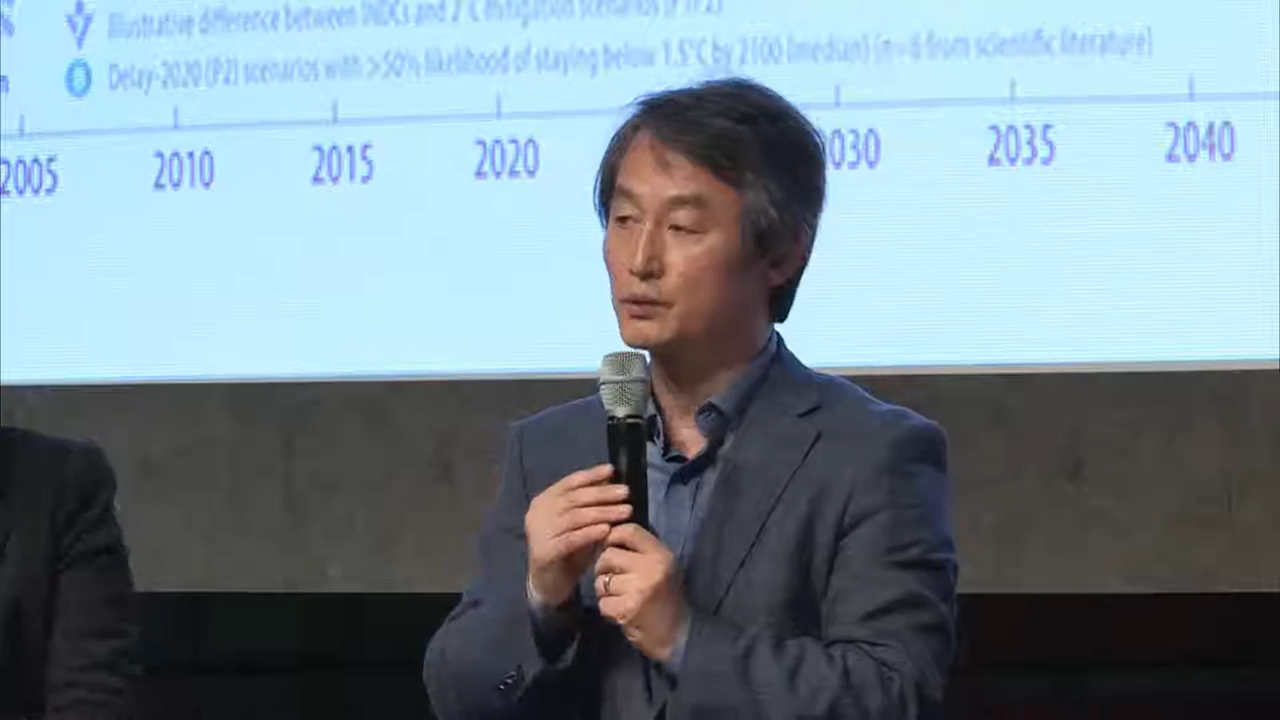 %
Illustrative difference between INDCs and 2°C mitigation scenarios (P1P2)
Delay-2020 (P2) scenarios with >50% likelihood of staying below 1.5°C by 2100 (median) (n=6 from scientific literature)
2005 2010 2015 2020 2030 2035 2040